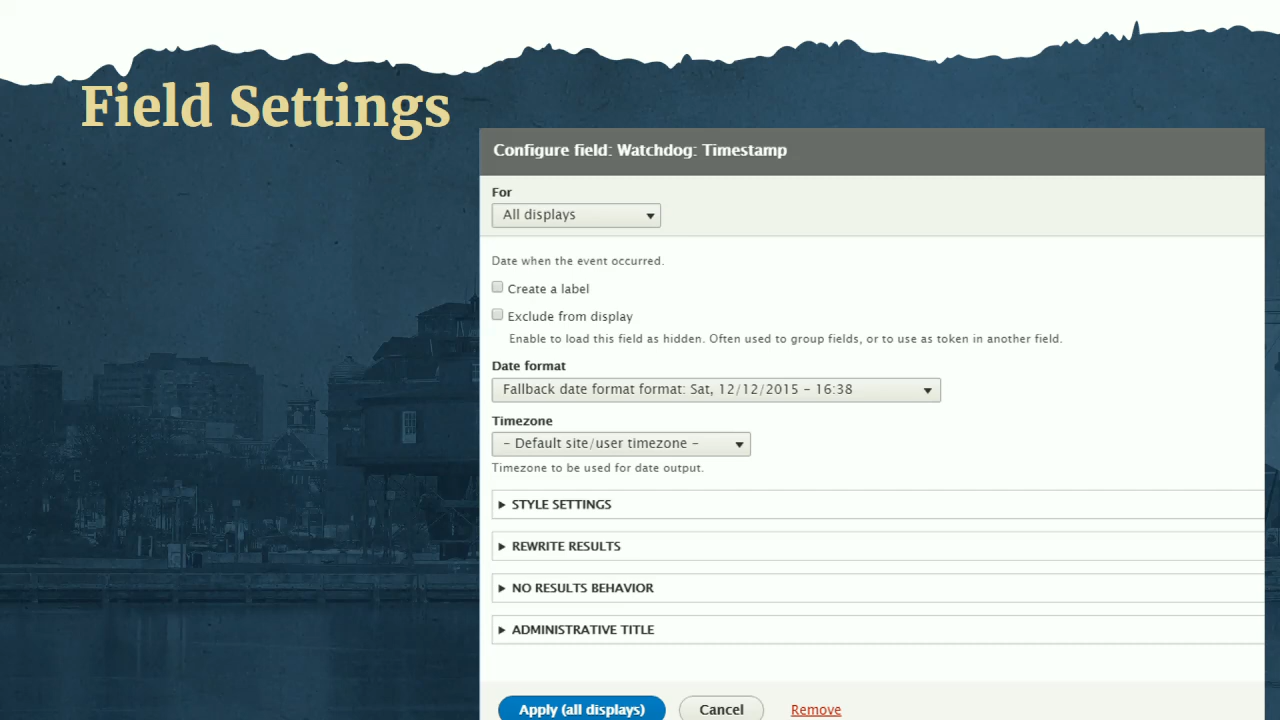 Field Settings
Configure field: Watchdog: Timestamp
For
All displays
Date when the event occurred.
Create a label
Exclude from display
Enable to load this field as hidden. Often used to group fields, or to use as token in another field.
Date format
Fallback date format format: Sat, 12/12/2015 - 16:38
Timezone
- Default site/user timezone -
Timezone to be used for date output.
STYLE SETTINGS
REWRITE RESULTS
NO RESULTS BEHAVIOR
ADMINISTRATIVE TITLE
Apply (all displays) Cancel Remove